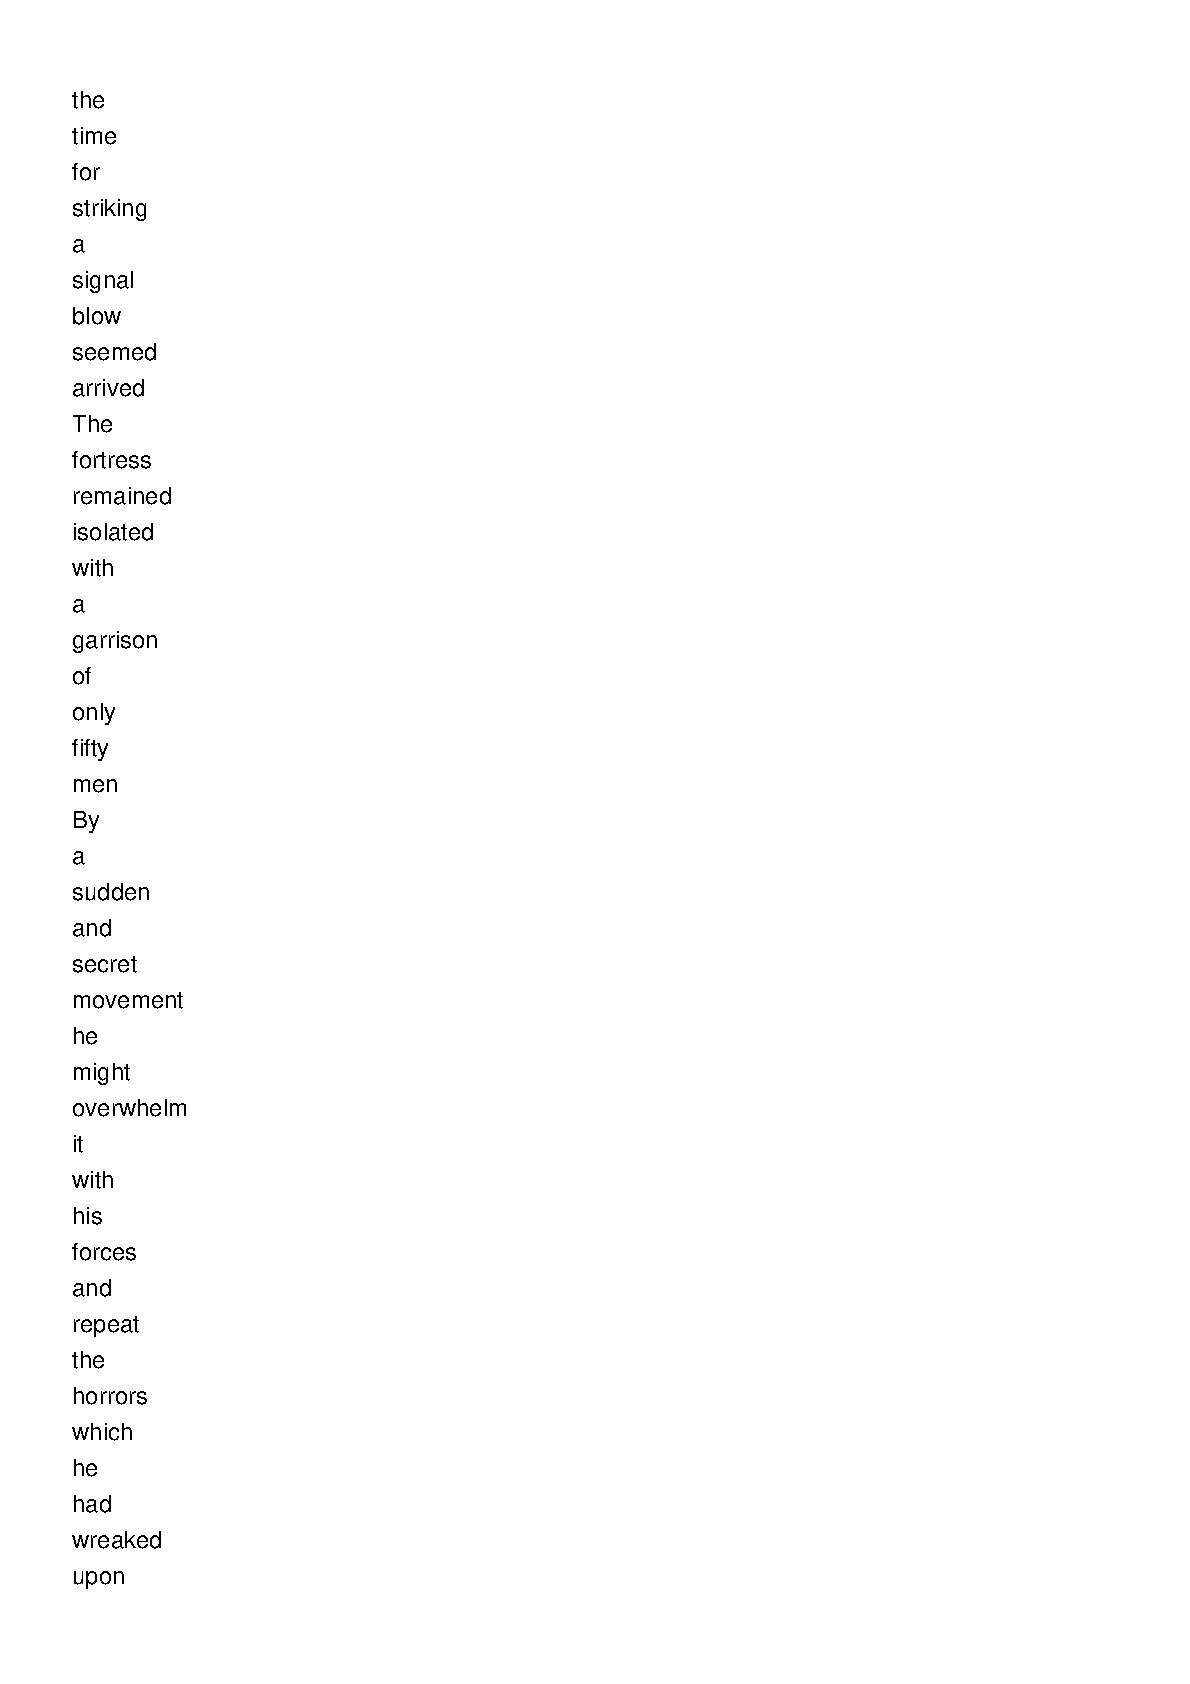 the
time
for
striking
a
signal
blow
seemed
arrived
The
fortress
remained
isolated
with
a
garrison
of
only
fifty
men
By
a
sudden
and
secret
movement
he
might
overwhelm
it
with
his
forces
and
repeat
the
horrors
which
he
had
wreaked
upon